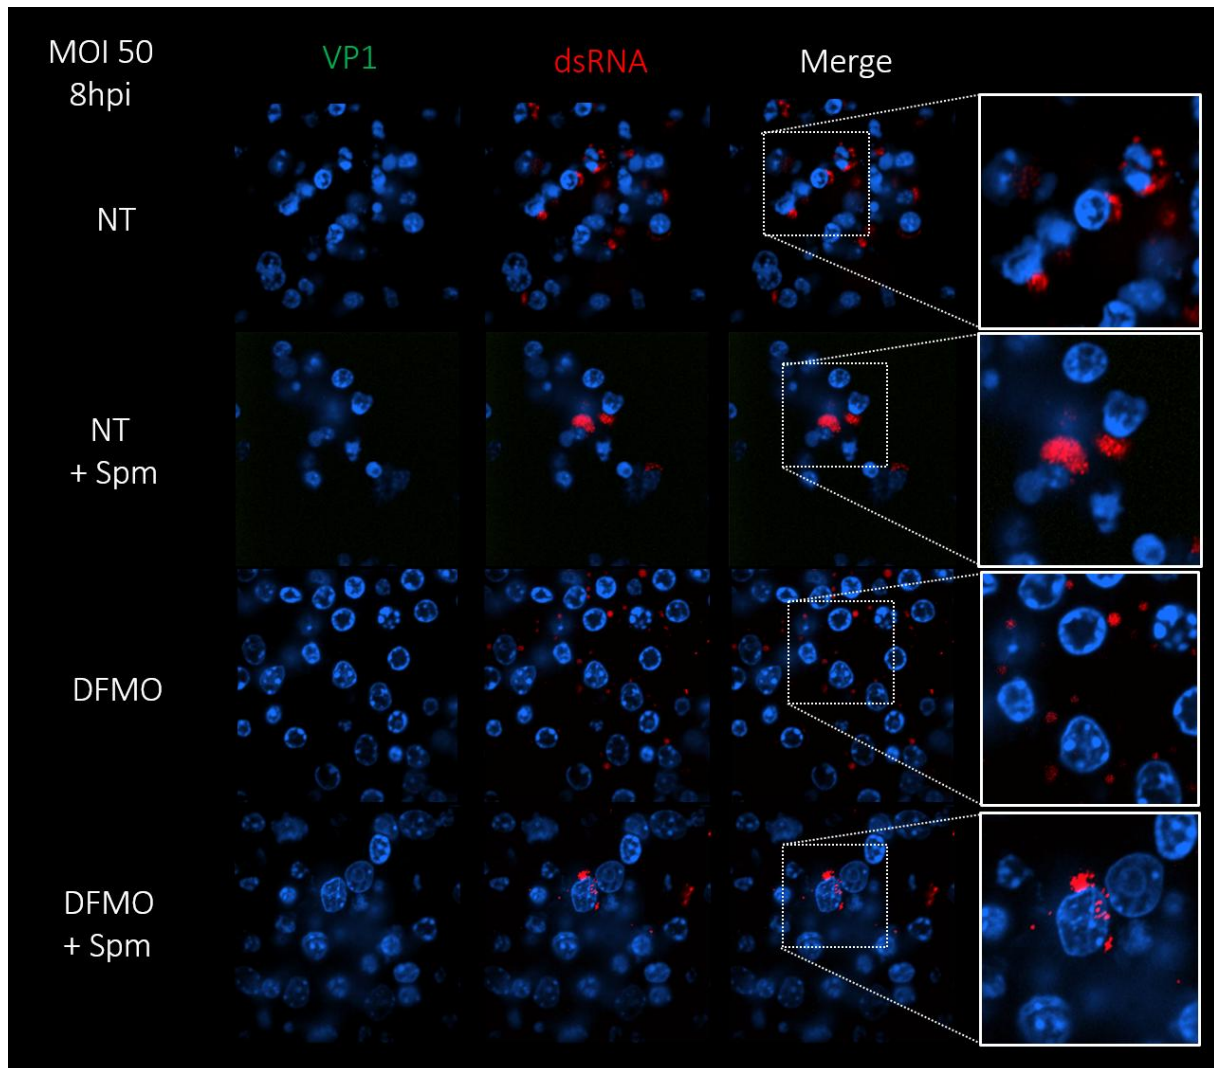 MOI 50
8hpi
VP1
dsRNA
Merge
NT
NT
+ Spm
DFMO
DFMO
+ Spm